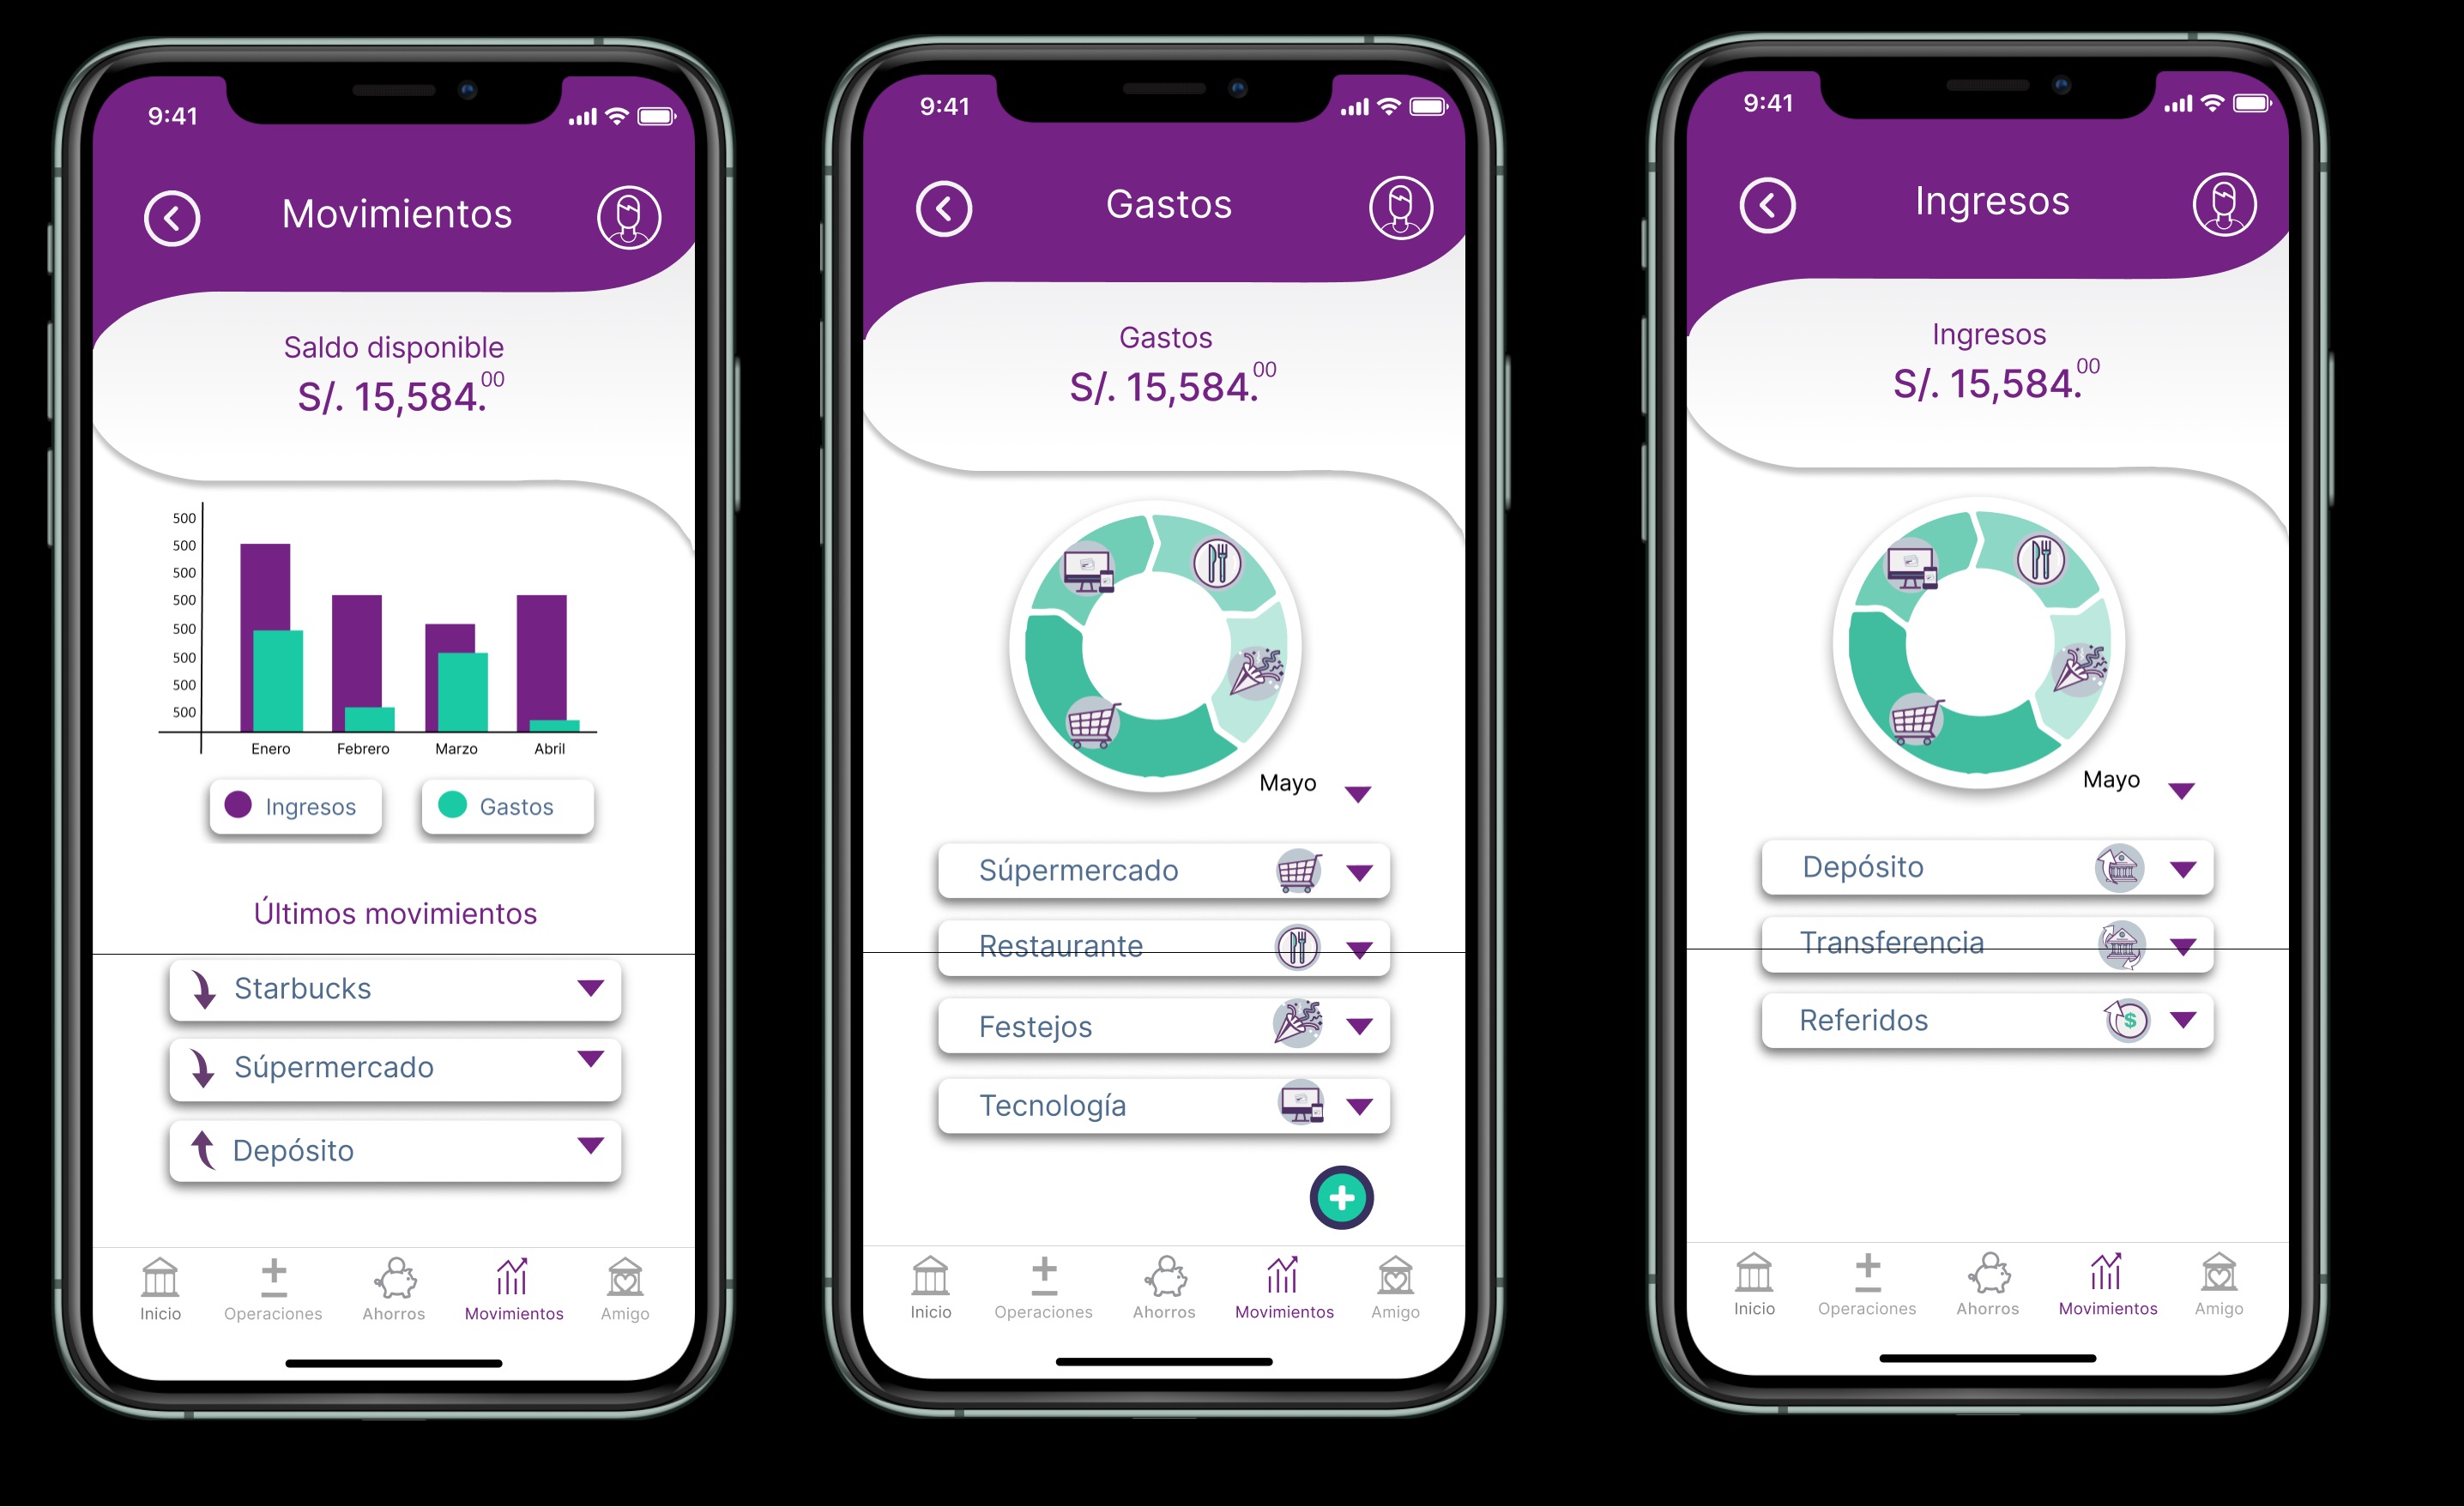 9:41
Movimientos
Saldo disponible
S/. 15,584.00
500
500
500
500
500
500
500
500
Enero Febrero Marzo Abril
Ingresos Gastos
Últimos movimientos
Starbucks
Súpermercado
Depósito
Inicio Operaciones Ahorros Movimientos Amigo
9:41
Gastos
Gastos
S/. 15,584.00
Mayo
Súpermercado
Restaurante
Festejos
Tecnología
Inicio Operaciones Ahorros Movimientos Amigo
9:41
Ingresos
Ingresos
S/. 15,584.00
Mayo
Depósito
Transferencia
Referidos
$
Inicio Operaciones Ahorros Movimientos Amigo